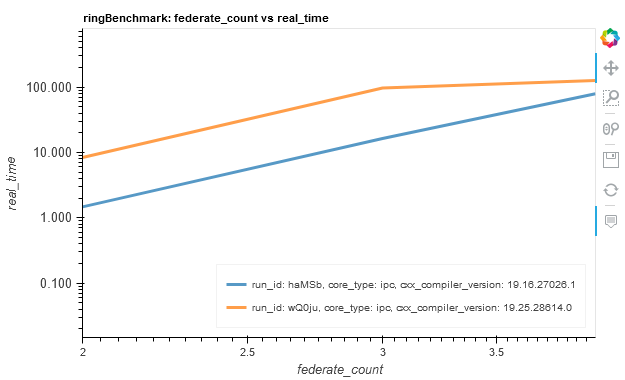 ringBenchmark: federate_count vs real_time
100.000
10.000
1.000
0.100
real_time
2
2.5
3
3.5
federate_count
run_id: haMSb, core_type: ipc, cxx_compiler_version: 19.16.27026.1
run_id: wQ0ju, core_type: ipc, cxx_compiler_version: 19.25.28614.0